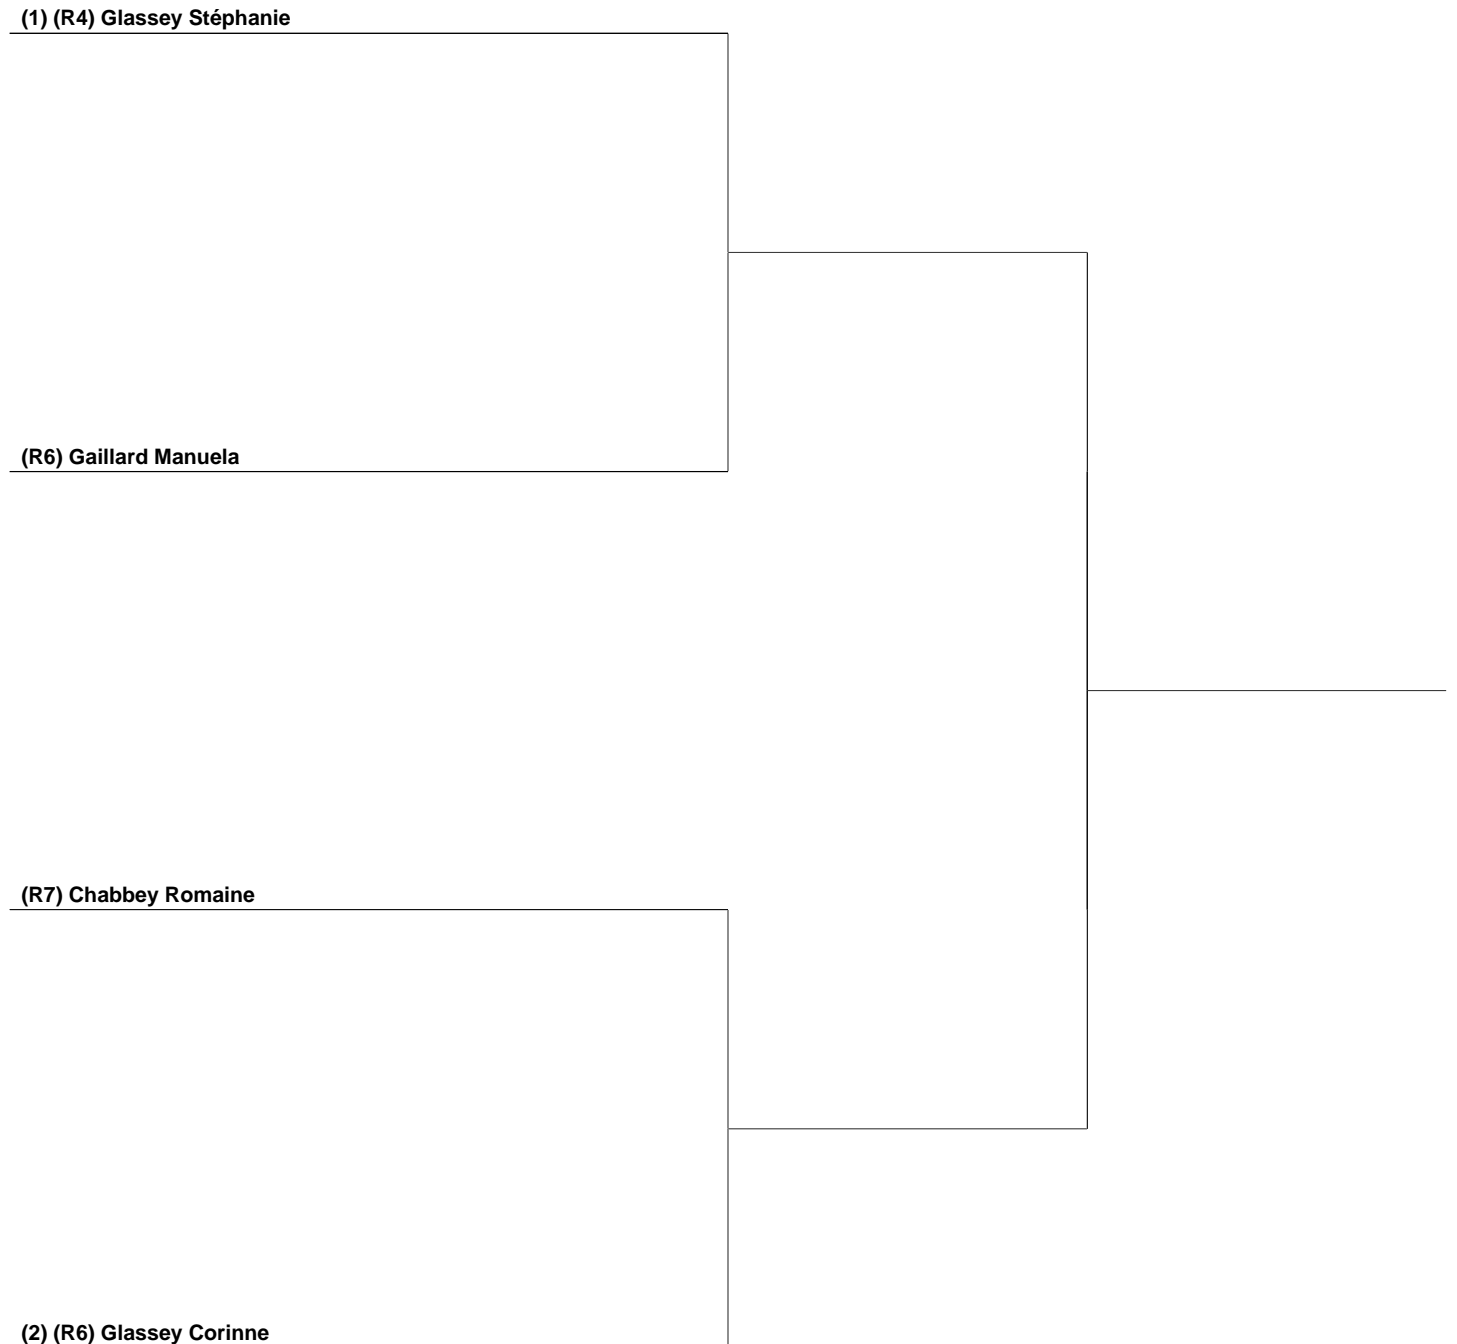 (1) (R4) Glassey Stéphanie
(R6) Gaillard Manuela
(R7) Chabbey Romaine
(2) (R6) Glassey Corinne